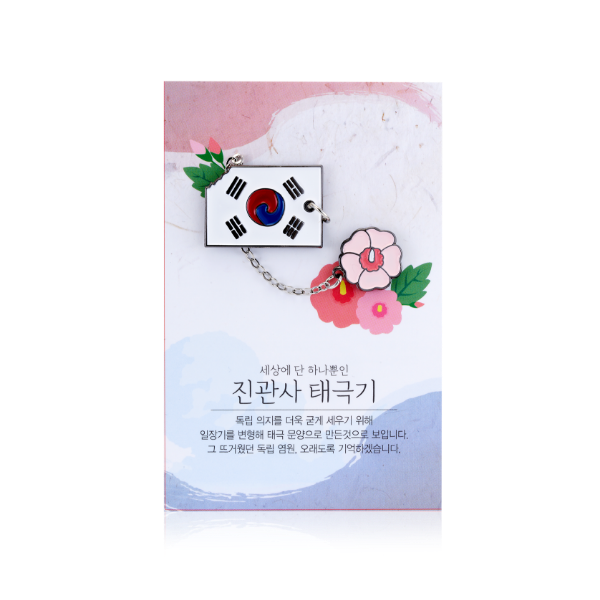 세상에 단 하나뿐인
진관사 태극기
독립 의지를 더욱 굳게 세우기 위해
일장기를 변형해 태극 문양으로 만든것으로 보입니다.
그 뜨거웠던 독립 염원, 오래도록 기억하겠습니다.